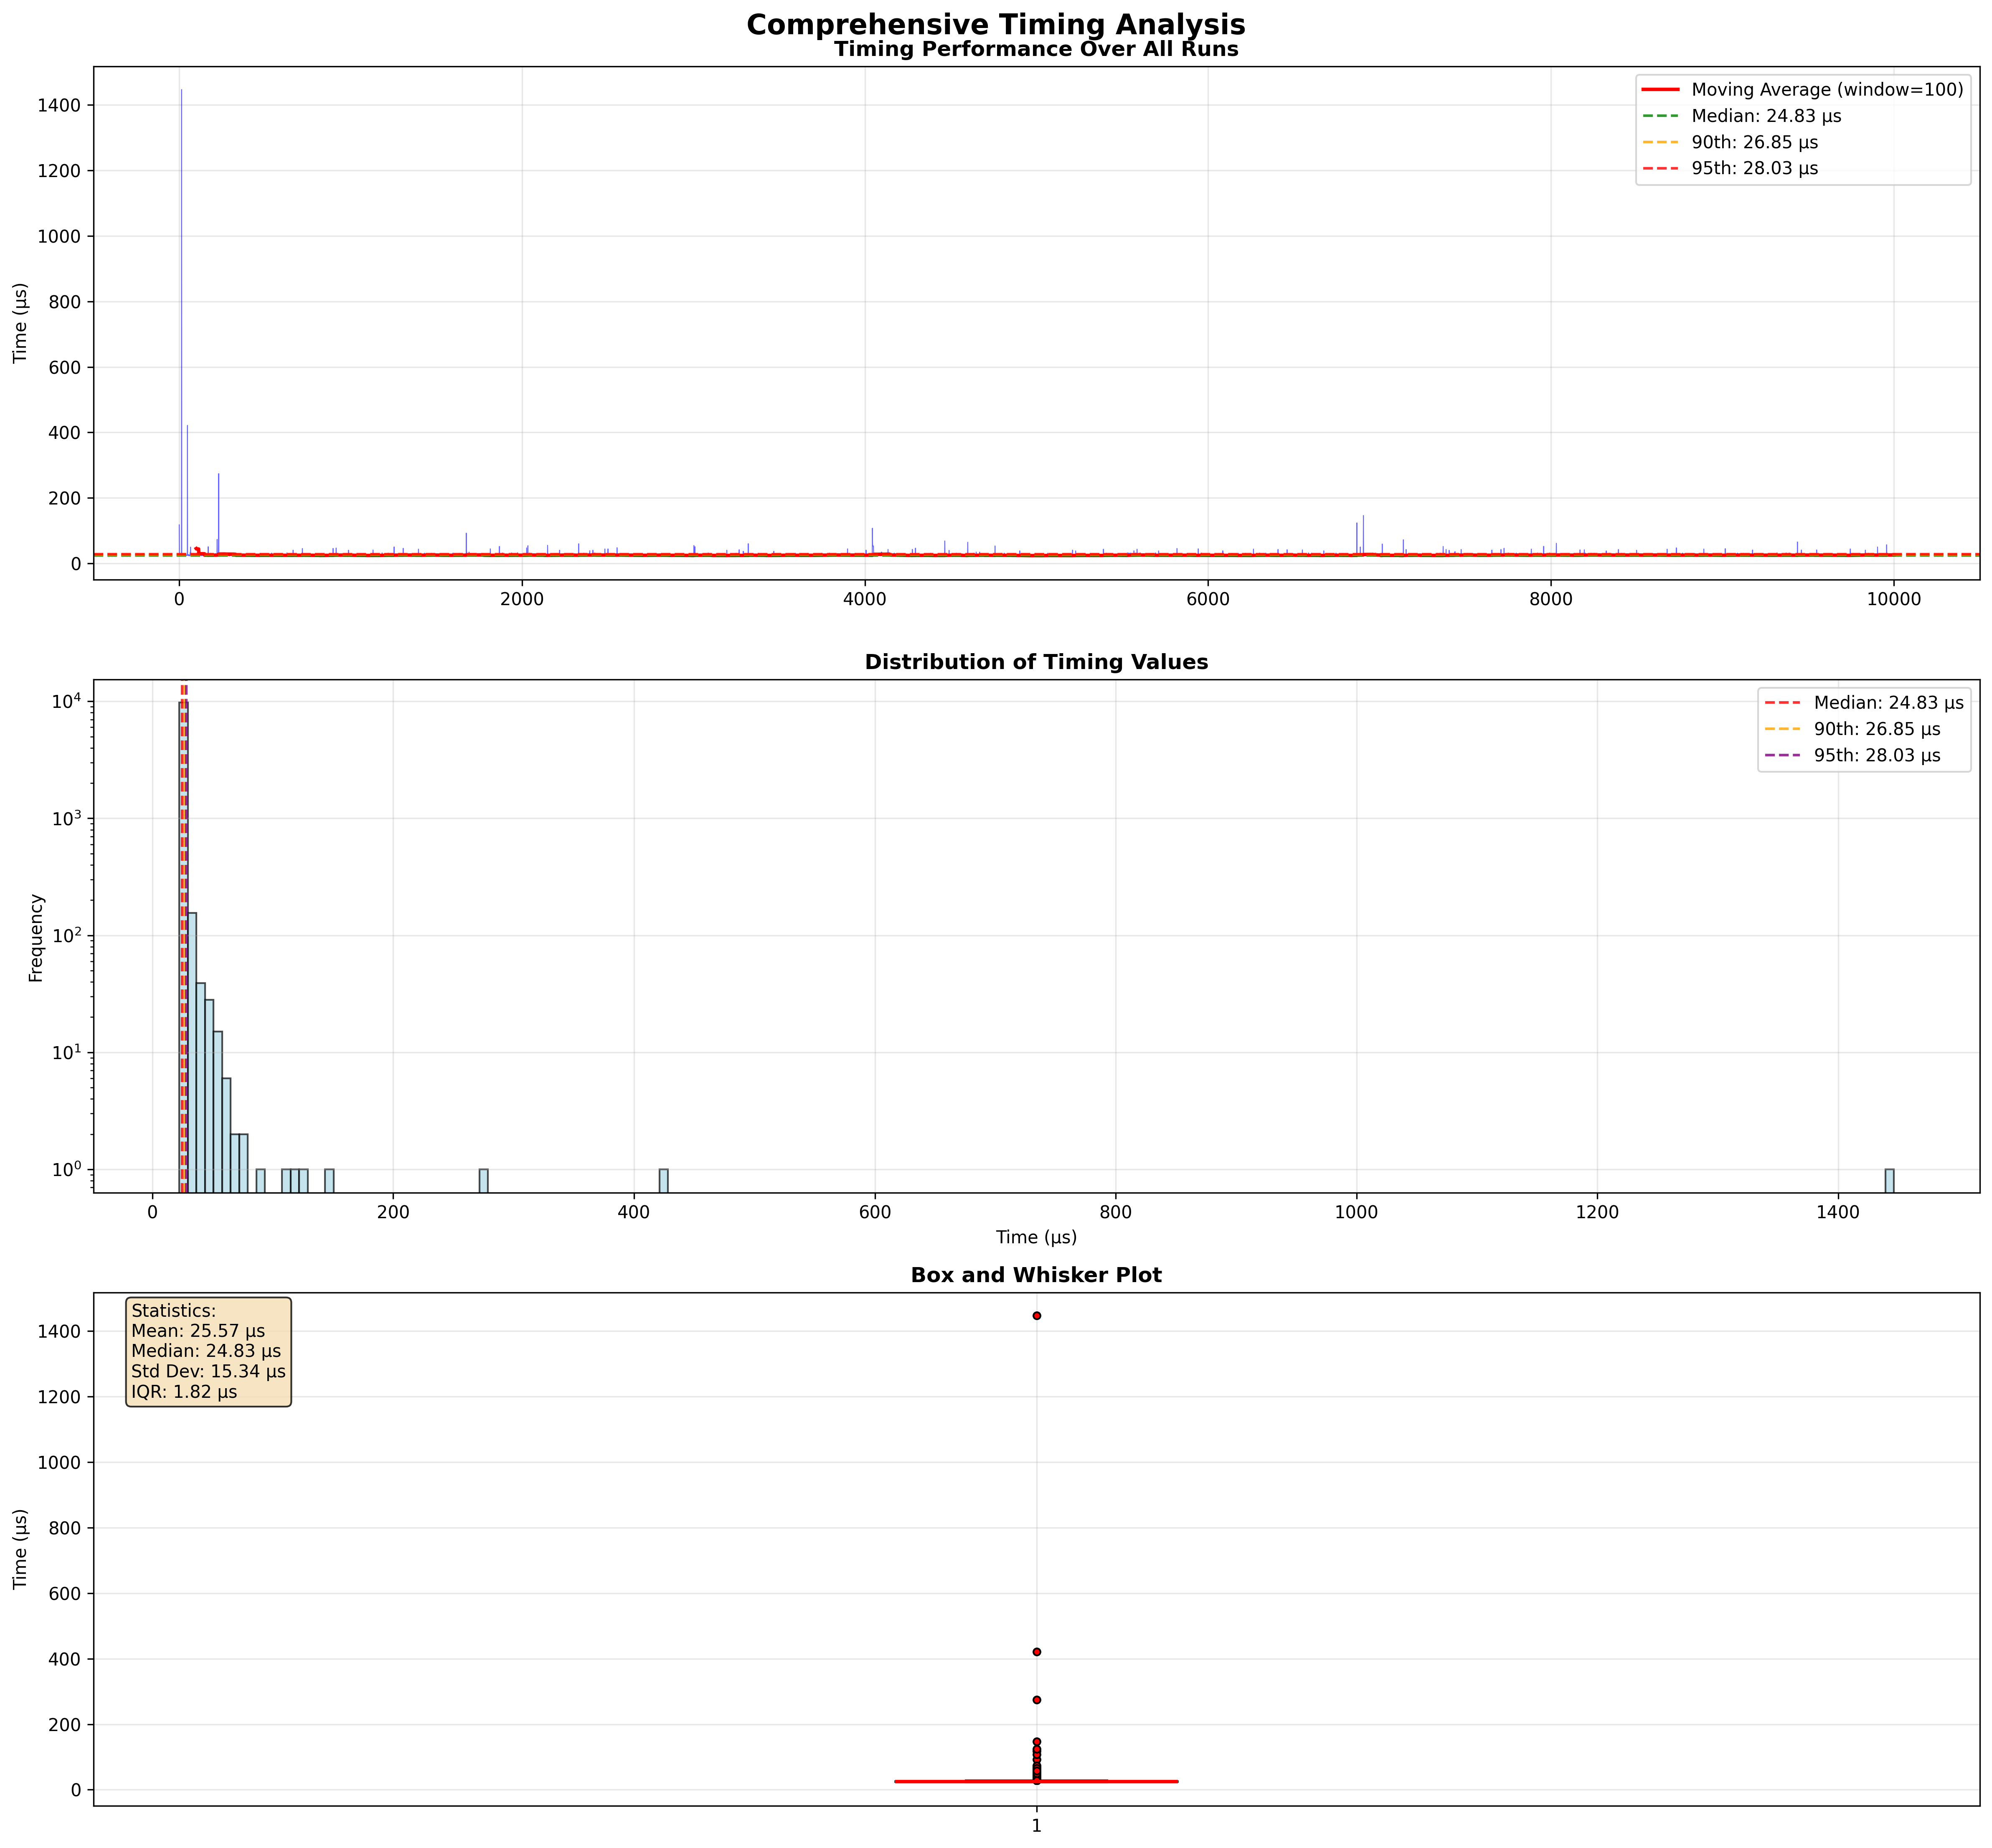 Comprehensive Timing Analysis
Timing Performance Over All Runs
Time (µs)
1400
1200
1000
800
600
400
200
0
0 2000 4000 6000 8000 10000
Moving Average (window=100)
Median: 24.83 µs
90th: 26.85 µs
95th: 28.03 µs
Distribution of Timing Values
Frequency
10⁴
10³
10²
10¹
10⁰
0 200 400 600 800 1000 1200 1400
Time (µs)
Median: 24.83 µs
90th: 26.85 µs
95th: 28.03 µs
Box and Whisker Plot
Time (µs)
1400
1200
1000
800
600
400
200
0
1
Statistics:
Mean: 25.57 µs
Median: 24.83 µs
Std Dev: 15.34 µs
IQR: 1.82 µs